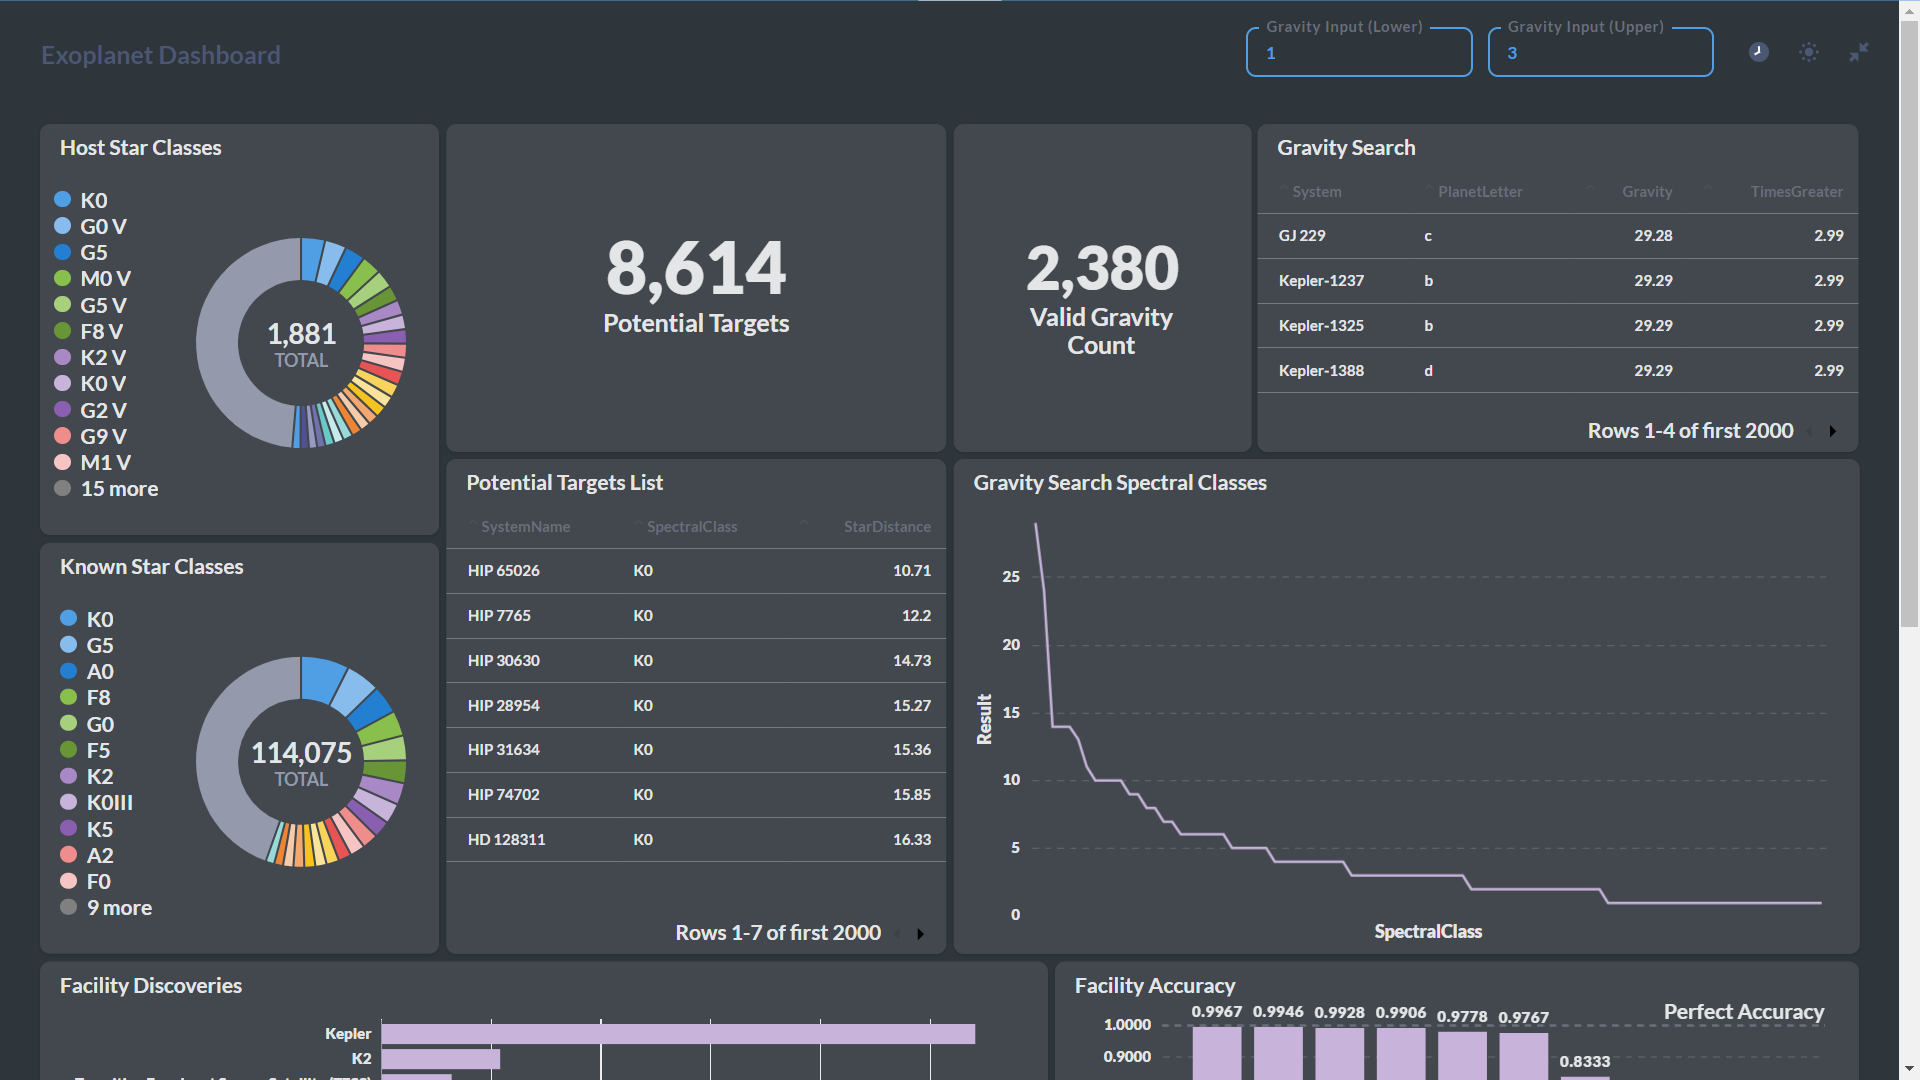 Exoplanet Dashboard
Gravity Input (Lower)
1
Gravity Input (Upper)
3
Host Star Classes
K0
G0 V
G5
M0 V
G5 V
F8 V
K2 V
K0 V
G2 V
G9 V
M1 V
15 more
1,881
TOTAL
8,614
Potential Targets
2,380
Valid Gravity
Count
Gravity Search
System PlanetLetter Gravity TimesGreater
GJ 229 c 29.28 2.99
Kepler-1237 b 29.29 2.99
Kepler-1325 b 29.29 2.99
Kepler-1388 d 29.29 2.99
Rows 1-4 of first 2000
Known Star Classes
K0
G5
A0
F8
G0
F5
K2
K0III
K5
A2
F0
9 more
114,075
TOTAL
Potential Targets List
SystemName SpectralClass StarDistance
HIP 65026 K0 10.71
HIP 7765 K0 12.2
HIP 30630 K0 14.73
HIP 28954 K0 15.27
HIP 31634 K0 15.36
HIP 74702 K0 15.85
HD 128311 K0 16.33
Rows 1-7 of first 2000
Gravity Search Spectral Classes
25
20
15
10
5
0
Result
SpectralClass
Facility Discoveries
Kepler
K2
Facility Accuracy
0.9967 0.9946 0.9928 0.9906 0.9778 0.9767
Perfect Accuracy
1.0000
0.9000
0.8333